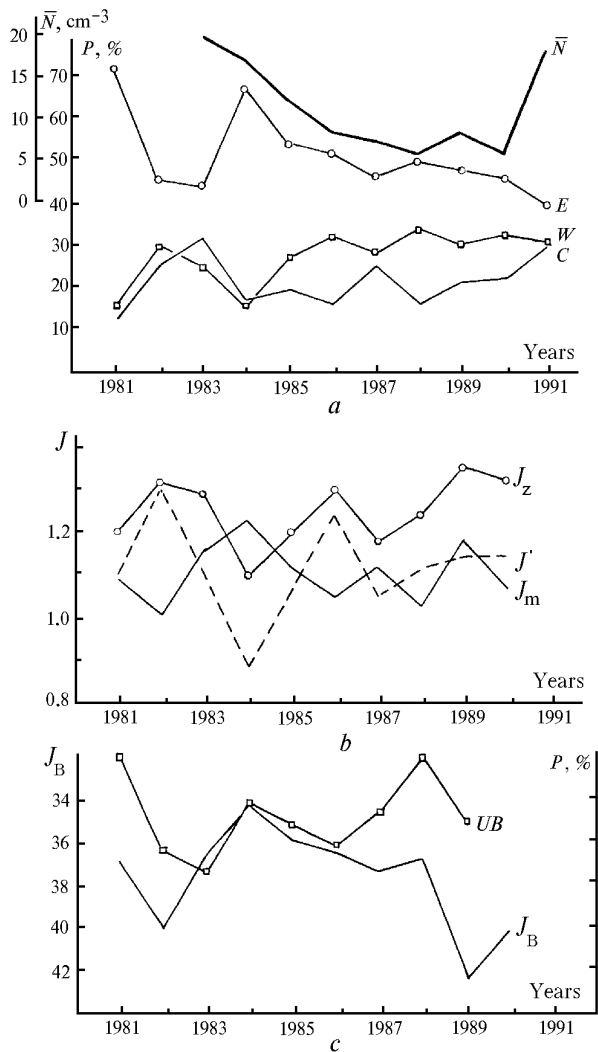 N̅, cm⁻³
P, %
20
15
10
5
0
70
60
50
40
30
20
10
N̅
E
W
C
Years
1981 1983 1985 1987 1989 1991
a
J
1,2
1.0
0.8
J_z
J'
J_m
Years
1981 1983 1985 1987 1989 1991
b
J_B
P, %
34
36
38
40
42
UB
J_B
Years
1981 1983 1985 1987 1989 1991
c